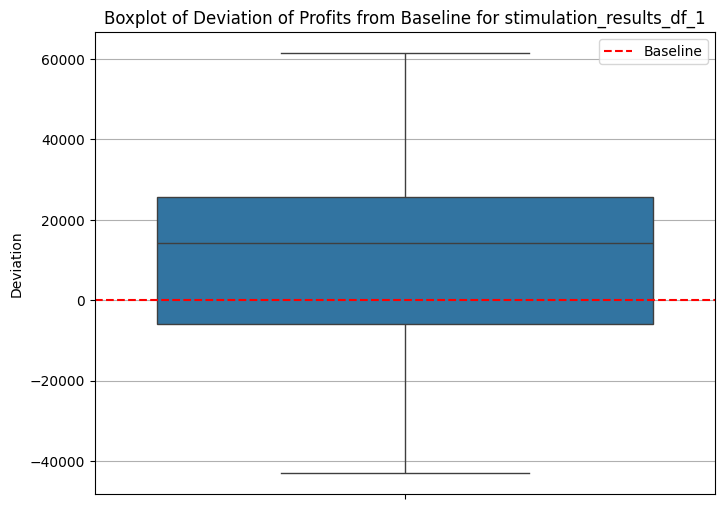 Boxplot of Deviation of Profits from Baseline for stimulation_results_df_1
Baseline
60000
40000
20000
0
−20000
−40000
Deviation